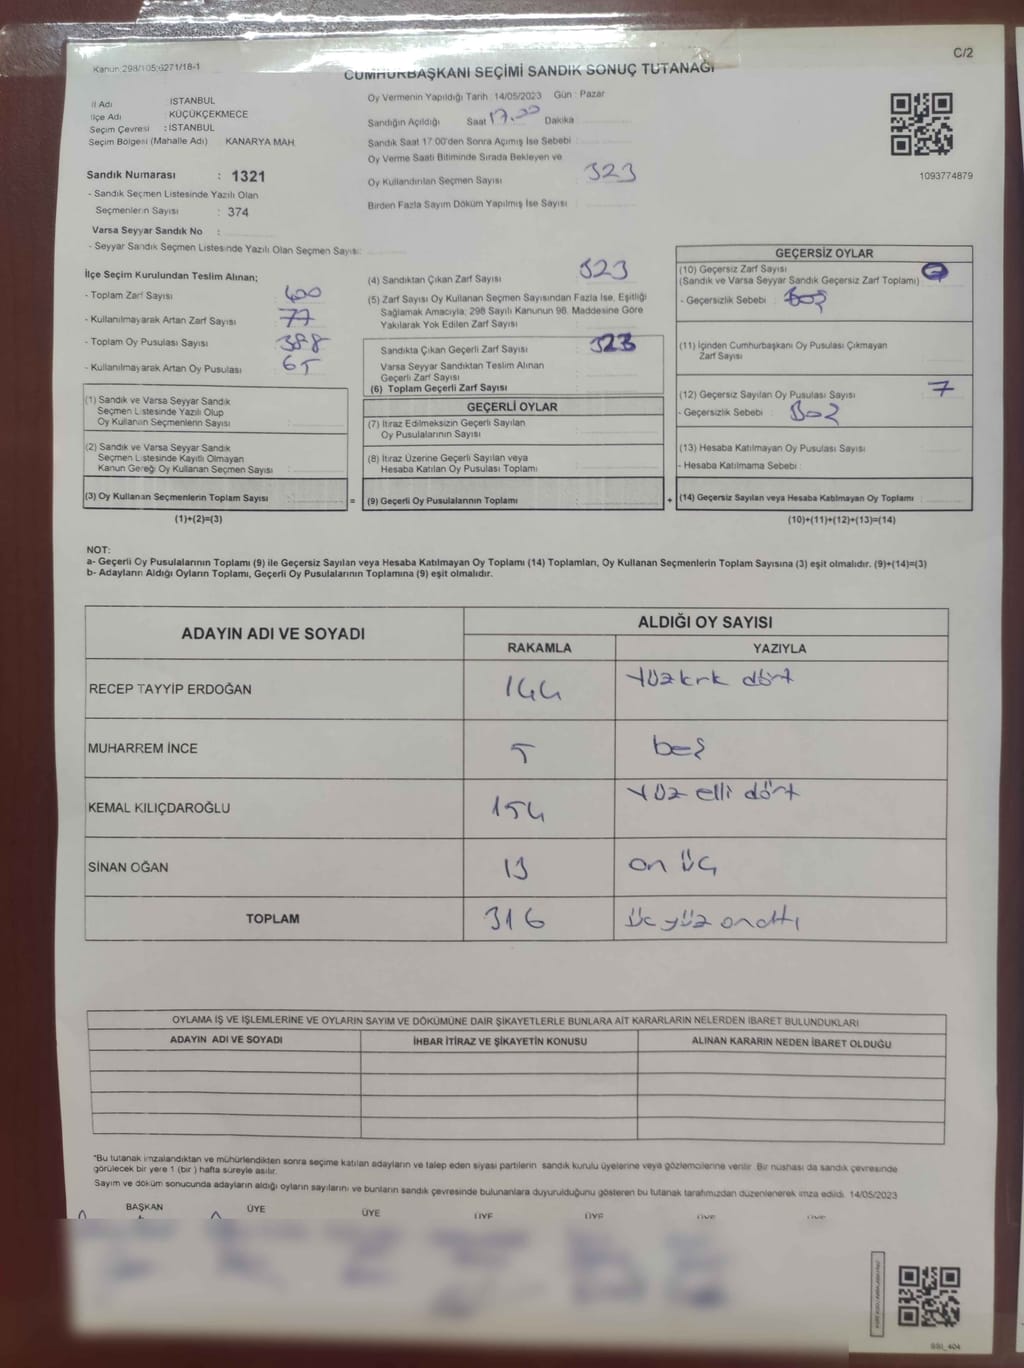 Kanun:298/105;6271/18-1
C/2
CUMHURBAŞKANI SEÇİMİ SANDIK SONUÇ TUTANAĞI
İl Adı : İSTANBUL
İlçe Adı : KÜÇÜKÇEKMECE
Seçim Çevresi : İSTANBUL
Seçim Bölgesi (Mahalle Adı) KANARYA MAH.
Sandık Numarası : 1321
- Sandık Seçmen Listesinde Yazılı Olan
Seçmenlerin Sayısı : 374
Varsa Seyyar Sandık No :
- Seyyar Sandık Seçmen Listesinde Yazılı Olan Seçmen Sayısı:
Oy Vermenin Yapıldığı Tarih : 14/05/2023 Gün : Pazar
Sandığın Açıldığı Saat 17.00 Dakika
Sandık Saat 17:00'den Sonra Açımış İse Sebebi :
Oy Verme Saati Bitiminde Sırada Bekleyen ve
Oy Kullandırılan Seçmen Sayısı : 323
Birden Fazla Sayım Döküm Yapılmış İse Sayısı :
1093774879
İlçe Seçim Kurulundan Teslim Alınan;
- Toplam Zarf Sayısı : 400
- Kullanılmayarak Artan Zarf Sayısı : 77
- Toplam Oy Pusulası Sayısı : 388
- Kullanılmayarak Artan Oy Pusulası : 65
(1) Sandık ve Varsa Seyyar Sandık
Seçmen Listesinde Yazılı Olup
Oy Kullanan Seçmenlerin Sayısı :
(2) Sandık ve Varsa Seyyar Sandık
Seçmen Listesinde Kayıtlı Olmayan
Kanun Gereği Oy Kullanan Seçmen Sayısı :
(3) Oy Kullanan Seçmenlerin Toplam Sayısı : =
(1)+(2)=(3)
(4) Sandıktan Çıkan Zarf Sayısı : 323
(5) Zarf Sayısı Oy Kullanan Seçmen Sayısından Fazla İse, Eşitliği
Sağlamak Amacıyla; 298 Sayılı Kanunun 98. Maddesine Göre
Yakılarak Yok Edilen Zarf Sayısı :
Sandıkta Çıkan Geçerli Zarf Sayısı : 323
Varsa Seyyar Sandıktan Teslim Alınan
Geçerli Zarf Sayısı :
(6) Toplam Geçerli Zarf Sayısı :
GEÇERLİ OYLAR
(7) İtiraz Edilmeksizin Geçerli Sayılan
Oy Pusulalarının Sayısı :
(8) İtiraz Üzerine Geçerli Sayılan veya
Hesaba Katılan Oy Pusulası Toplamı :
(9) Geçerli Oy Pusulalarının Toplamı : +
GEÇERSİZ OYLAR
(10) Geçersiz Zarf Sayısı
(Sandık ve Varsa Seyyar Sandık Geçersiz Zarf Toplamı) :
- Geçersizlik Sebebi : Boş
(11) İçinden Cumhurbaşkanı Oy Pusulası Çıkmayan
Zarf Sayısı :
(12) Geçersiz Sayılan Oy Pusulası Sayısı : 7
- Geçersizlik Sebebi : Boş
(13) Hesaba Katılmayan Oy Pusulası Sayısı :
- Hesaba Katılmama Sebebi :
(14) Geçersiz Sayılan veya Hesaba Katılmayan Oy Toplamı :
(10)+(11)+(12)+(13)=(14)
NOT:
a- Geçerli Oy Pusulalarının Toplamı (9) ile Geçersiz Sayılan veya Hesaba Katılmayan Oy Toplamı (14) Toplamları, Oy Kullanan Seçmenlerin Toplam Sayısına (3) eşit olmalıdır. (9)+(14)=(3)
b- Adayların Aldığı Oyların Toplamı, Geçerli Oy Pusulalarının Toplamına (9) eşit olmalıdır.
ADAYIN ADI VE SOYADI ALDIĞI OY SAYISI
RAKAMLA YAZIYLA
RECEP TAYYİP ERDOĞAN 144 Yüzkrk dört
MUHARREM İNCE 5 beş
KEMAL KILIÇDAROĞLU 154 Yüz elli dört
SİNAN OĞAN 13 on üç
TOPLAM 316 üç yüz onaltı
OYLAMA İŞ VE İŞLEMLERİNE VE OYLARIN SAYIM VE DÖKÜMÜNE DAİR ŞİKAYETLERLE BUNLARA AİT KARARLARIN NELERDEN İBARET BULUNDUKLARI
ADAYIN ADI VE SOYADI İHBAR İTİRAZ VE ŞİKAYETİN KONUSU ALINAN KARARIN NEDEN İBARET OLDUĞU
*Bu tutanak imzalandıktan ve mühürlendikten sonra seçime katılan adayların ve talep eden siyasi partilerin sandık kurulu üyelerine veya gözlemcilerine verilir. Bir nushası da sandık çevresinde
görülecek bir yere 1 (bir ) hafta süreyle asılır.
Sayım ve döküm sonucunda adayların aldığı oyların sayılarını ve bunların sandık çevresinde bulunanlara duyurulduğunu gösteren bu tutanak tarafımızdan düzenlenerek imza edildi. 14/05/2023
BAŞKAN ÜYE ÜYE ÜYE ÜYE ÜYE ÜYE